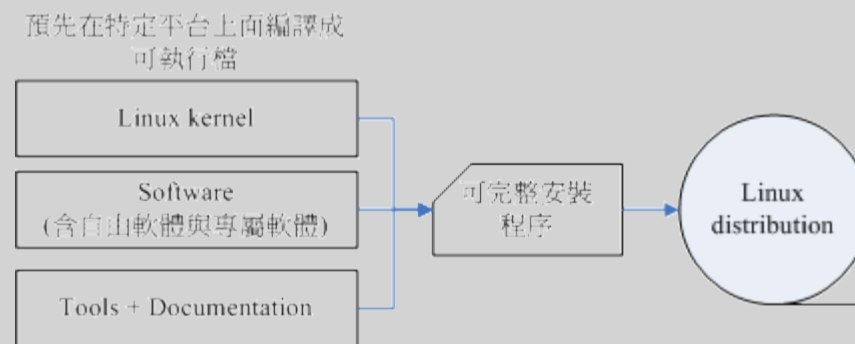 預先在特定平台上面編譯成
可執行檔
Linux kernel
Software
(含自由軟體與專屬軟體)
Tools + Documentation
可完整安裝
程序
Linux
distribution